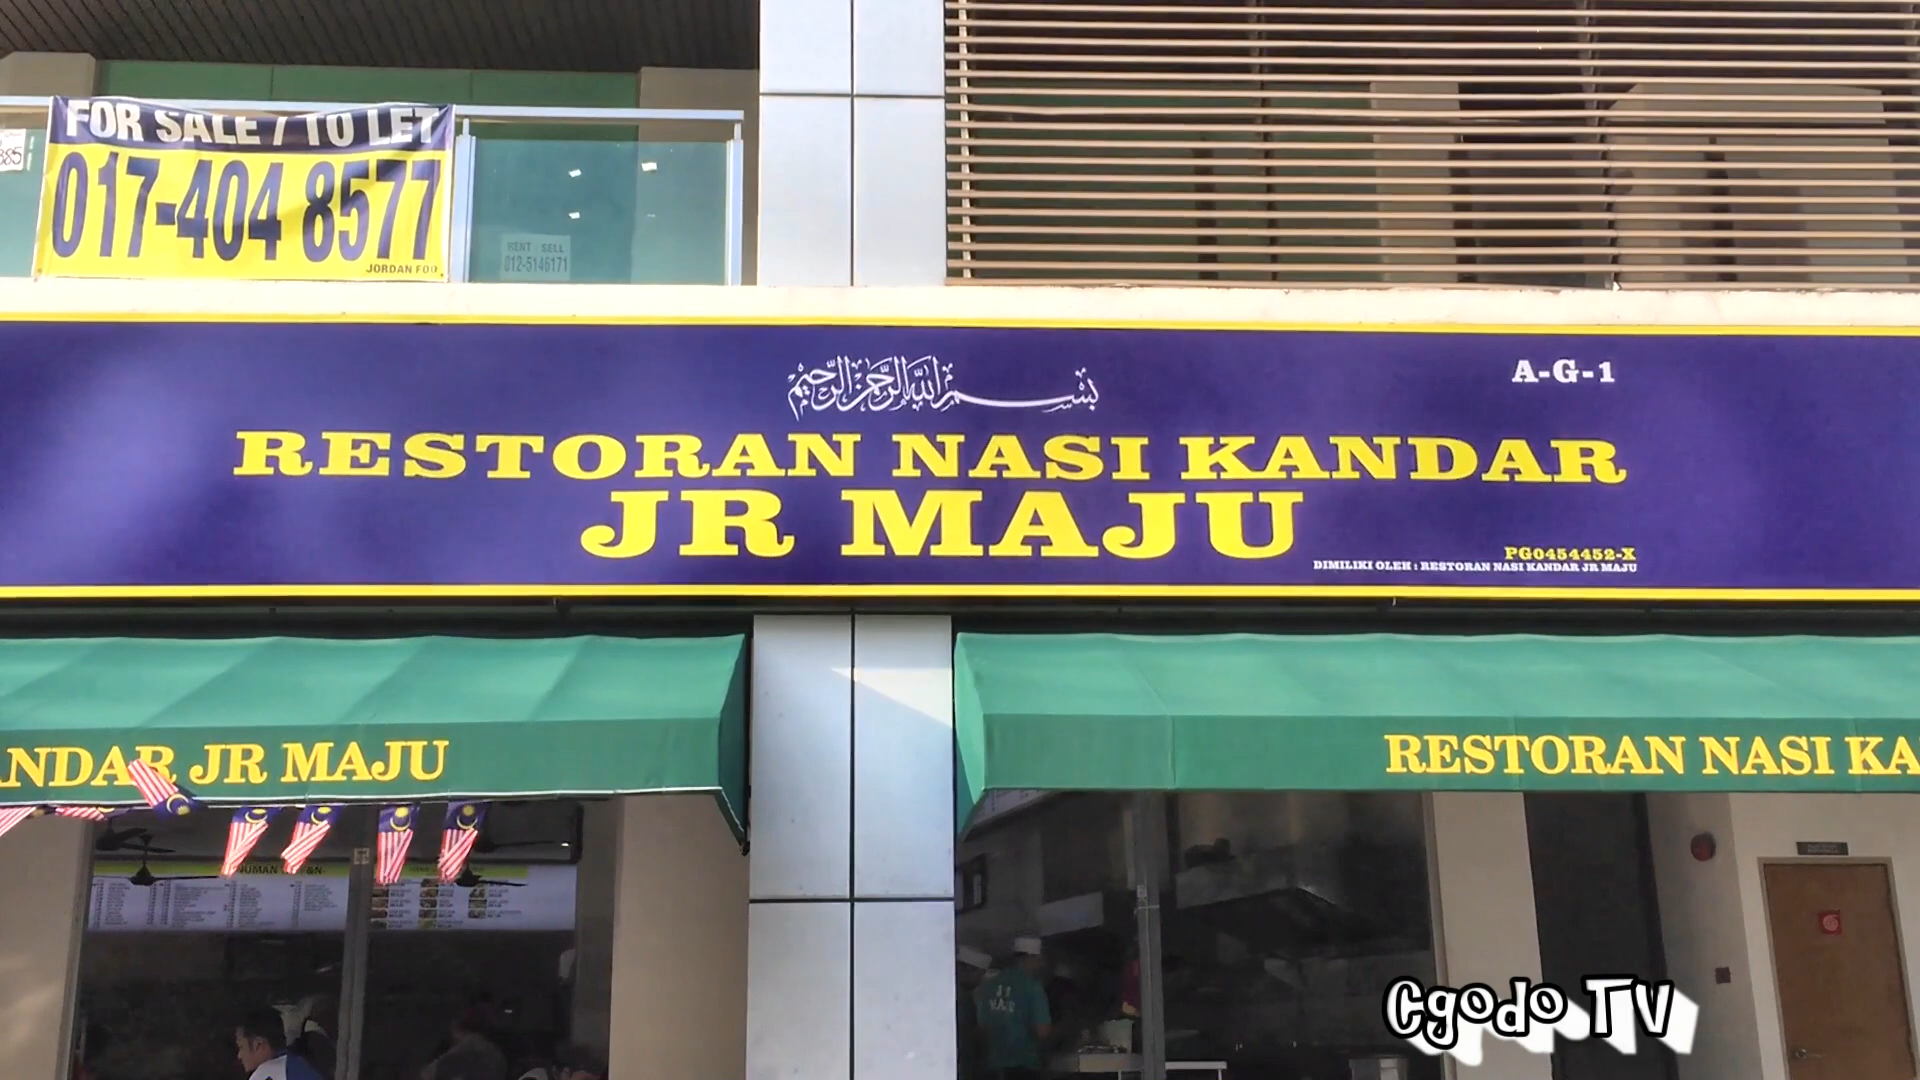 FOR SALE / TO LET
017-404 8577
JORDAN FOO
885
RENT SELL
012-5146171
بسم الله الرحمن الرحيم
A-G-1
RESTORAN NASI KANDAR
JR MAJU
PG0454452-X
DIMILIKI OLEH : RESTORAN NASI KANDAR JR MAJU
ANDAR JR MAJU
RESTORAN NASI KA
Cgodo TV